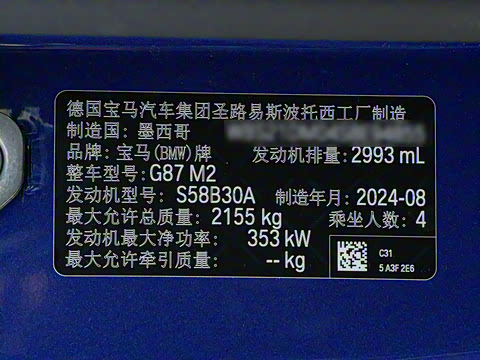 德国宝马汽车集团圣路易斯波托西工厂制造
制造国: 墨西哥
品牌: 宝马(BMW)牌 发动机排量: 2993 mL
整车型号: G87 M2
发动机型号: S58B30A 制造年月: 2024-08
最大允许总质量: 2155 kg 乘坐人数: 4
发动机最大净功率: 353 kW
最大允许牵引质量: -- kg
C31
5 A3F 2E6